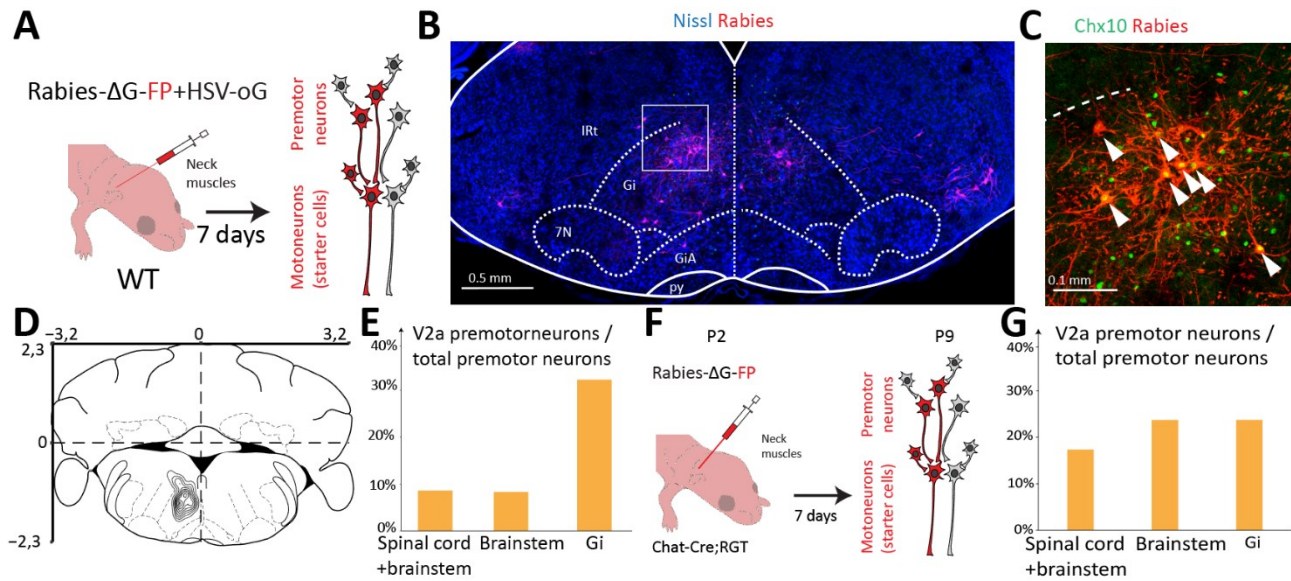 A
Rabies-ΔG-FP+HSV-oG
Neck
muscles
7 days
WT
Premotor
neurons
Motoneurons
(starter cells)
B
Nissl Rabies
IRt
Gi
7N
GiA
py
0.5 mm
C
Chx10 Rabies
0.1 mm
D
−3,2
0
3,2
2,3
0
−2,3
E
V2a premotorneurons /
total premotor neurons
40%
30%
20%
10%
0%
Spinal cord
+brainstem
Brainstem
Gi
F
P2
P9
Rabies-ΔG-FP
Neck
muscles
7 days
Chat-Cre;RGT
Premotor
neurons
Motoneurons
(starter cells)
G
V2a premotor neurons /
total premotor neurons
40%
30%
20%
10%
0%
Spinal cord
+brainstem
Brainstem
Gi